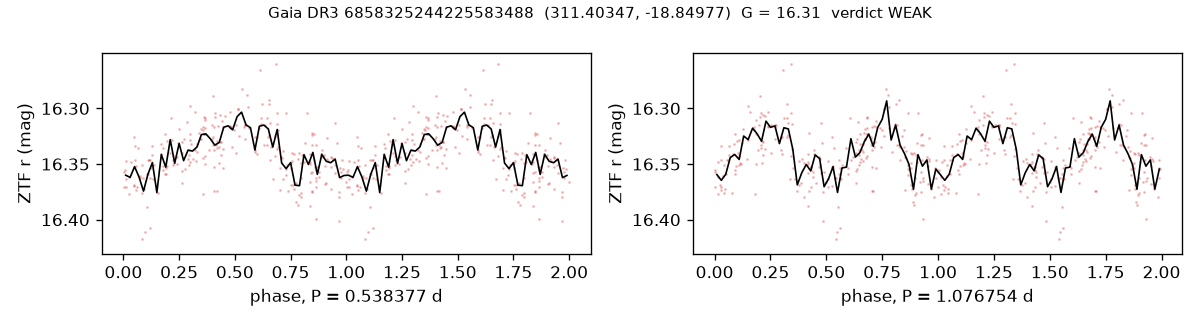 Gaia DR3 6858325244225583488  (311.40347, -18.84977)  G = 16.31  verdict WEAK
ZTF r (mag)
16.30
16.35
16.40
0.00 0.25 0.50 0.75 1.00 1.25 1.50 1.75 2.00
phase, P = 0.538377 d
ZTF r (mag)
16.30
16.35
16.40
0.00 0.25 0.50 0.75 1.00 1.25 1.50 1.75 2.00
phase, P = 1.076754 d